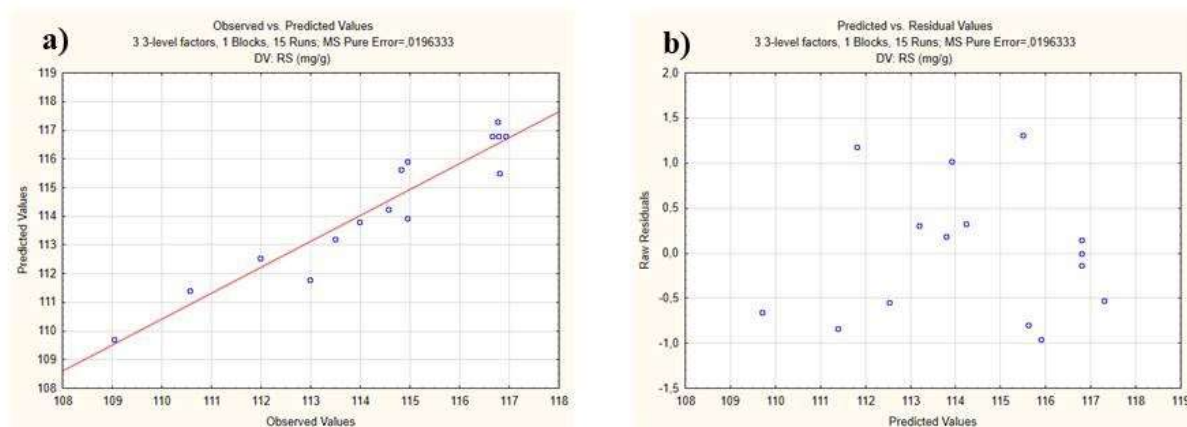 a)
Observed vs. Predicted Values
3 3-level factors, 1 Blocks, 15 Runs; MS Pure Error=,0196333
DV: RS (mg/g)
119
118
117
116
115
114
113
112
111
110
109
108
Predicted Values
108 109 110 111 112 113 114 115 116 117 118
Observed Values
b)
Predicted vs. Residual Values
3 3-level factors, 1 Blocks, 15 Runs; MS Pure Error=,0196333
DV: RS (mg/g)
2,0
1,5
1,0
0,5
0,0
-0,5
-1,0
-1,5
Raw Residuals
108 109 110 111 112 113 114 115 116 117 118 119
Predicted Values